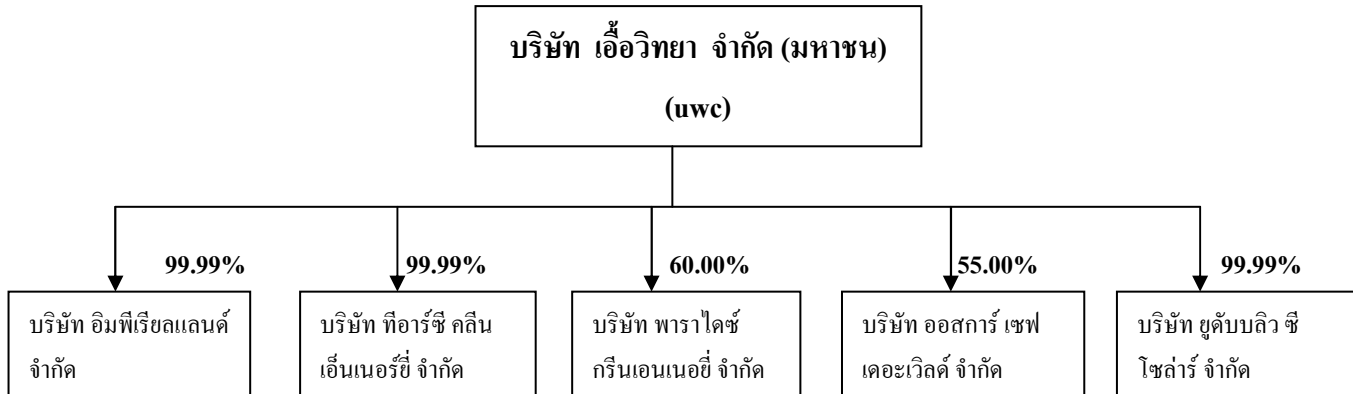 บริษัท เอื้อวิทยา จำกัด (มหาชน)
(uwc)
99.99%
99.99%
60.00%
55.00%
99.99%
บริษัท อิมพีเรียลแลนด์
จำกัด
บริษัท ทีอาร์ซี คลีน
เอ็นเนอร์ยี่ จำกัด
บริษัท พาราไดซ์
กรีนเอนเนอยี่ จำกัด
บริษัท ออสการ์ เซฟ
เดอะเวิลด์ จำกัด
บริษัท ยูดับบลิว ซี
โซล่าร์ จำกัด